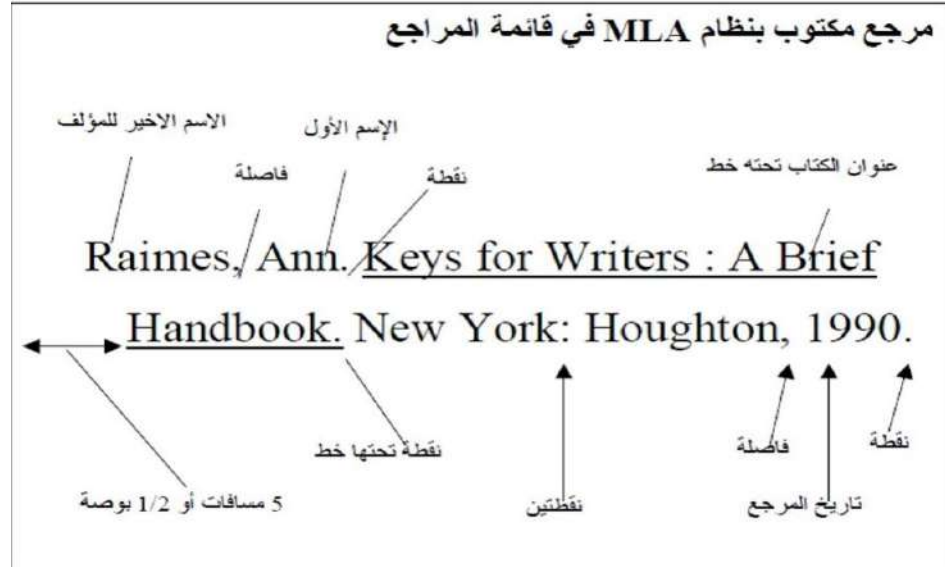 مرجع مكتوب بنظام MLA في قائمة المراجع
الاسم الاخير للمؤلف
الإسم الأول
فاصلة
نقطة
عنوان الكتاب تحته خط
Raimes, Ann. Keys for Writers : A Brief
Handbook. New York: Houghton, 1990.
5 مسافات أو 1/2 بوصة
نقطة تحتها خط
نقطتين
فاصلة
تاريخ المرجع
نقطة